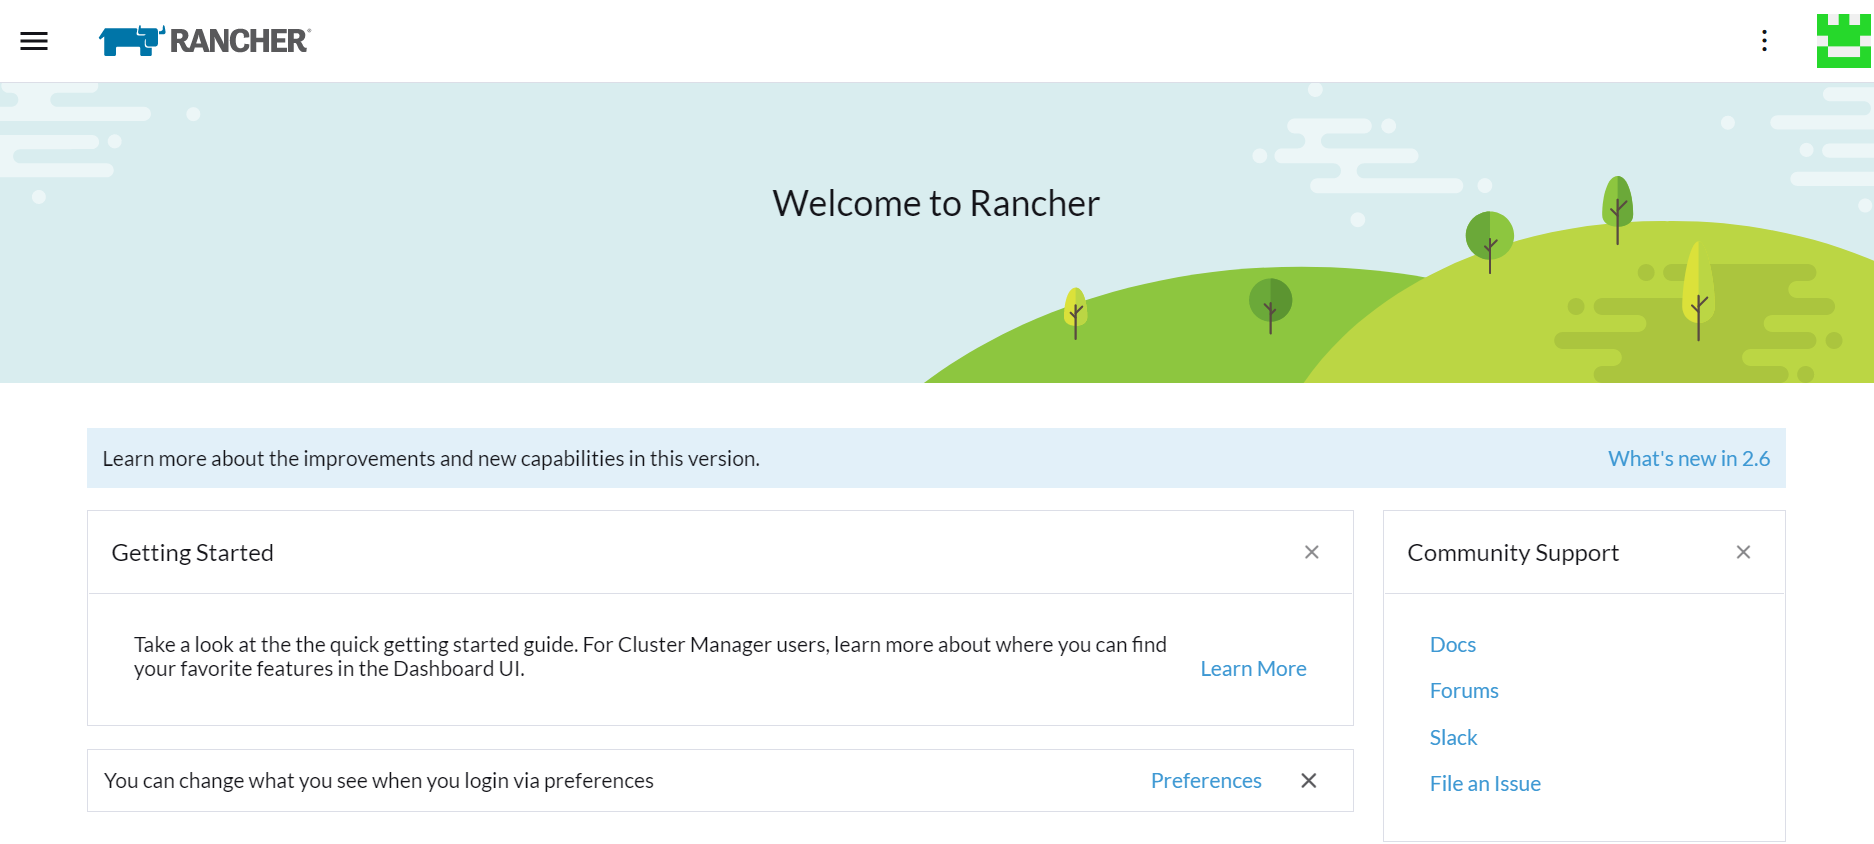 RANCHER®
Welcome to Rancher
Learn more about the improvements and new capabilities in this version.
What's new in 2.6
Getting Started
Take a look at the the quick getting started guide. For Cluster Manager users, learn more about where you can find
your favorite features in the Dashboard UI.
Learn More
You can change what you see when you login via preferences
Preferences
Community Support
Docs
Forums
Slack
File an Issue